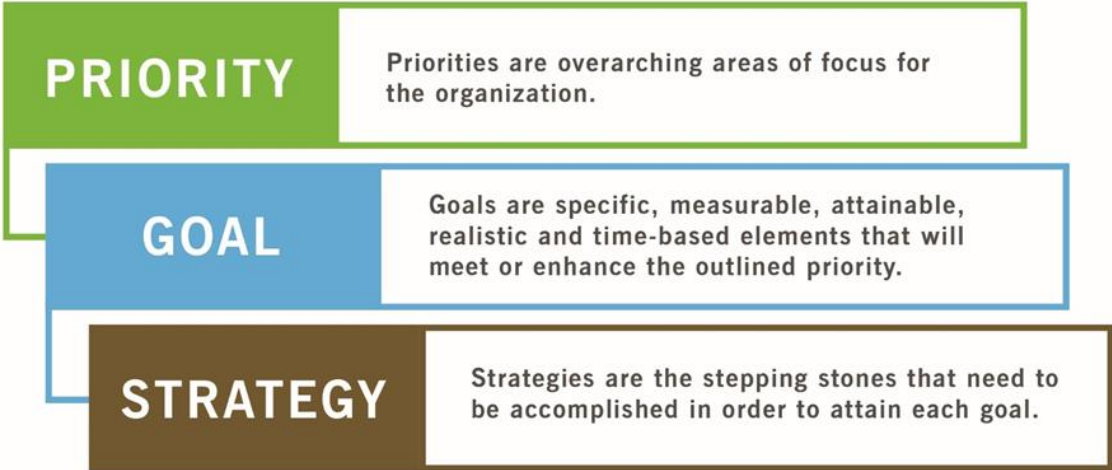 PRIORITY
Priorities are overarching areas of focus for
the organization.
GOAL
Goals are specific, measurable, attainable,
realistic and time-based elements that will
meet or enhance the outlined priority.
STRATEGY
Strategies are the stepping stones that need to
be accomplished in order to attain each goal.